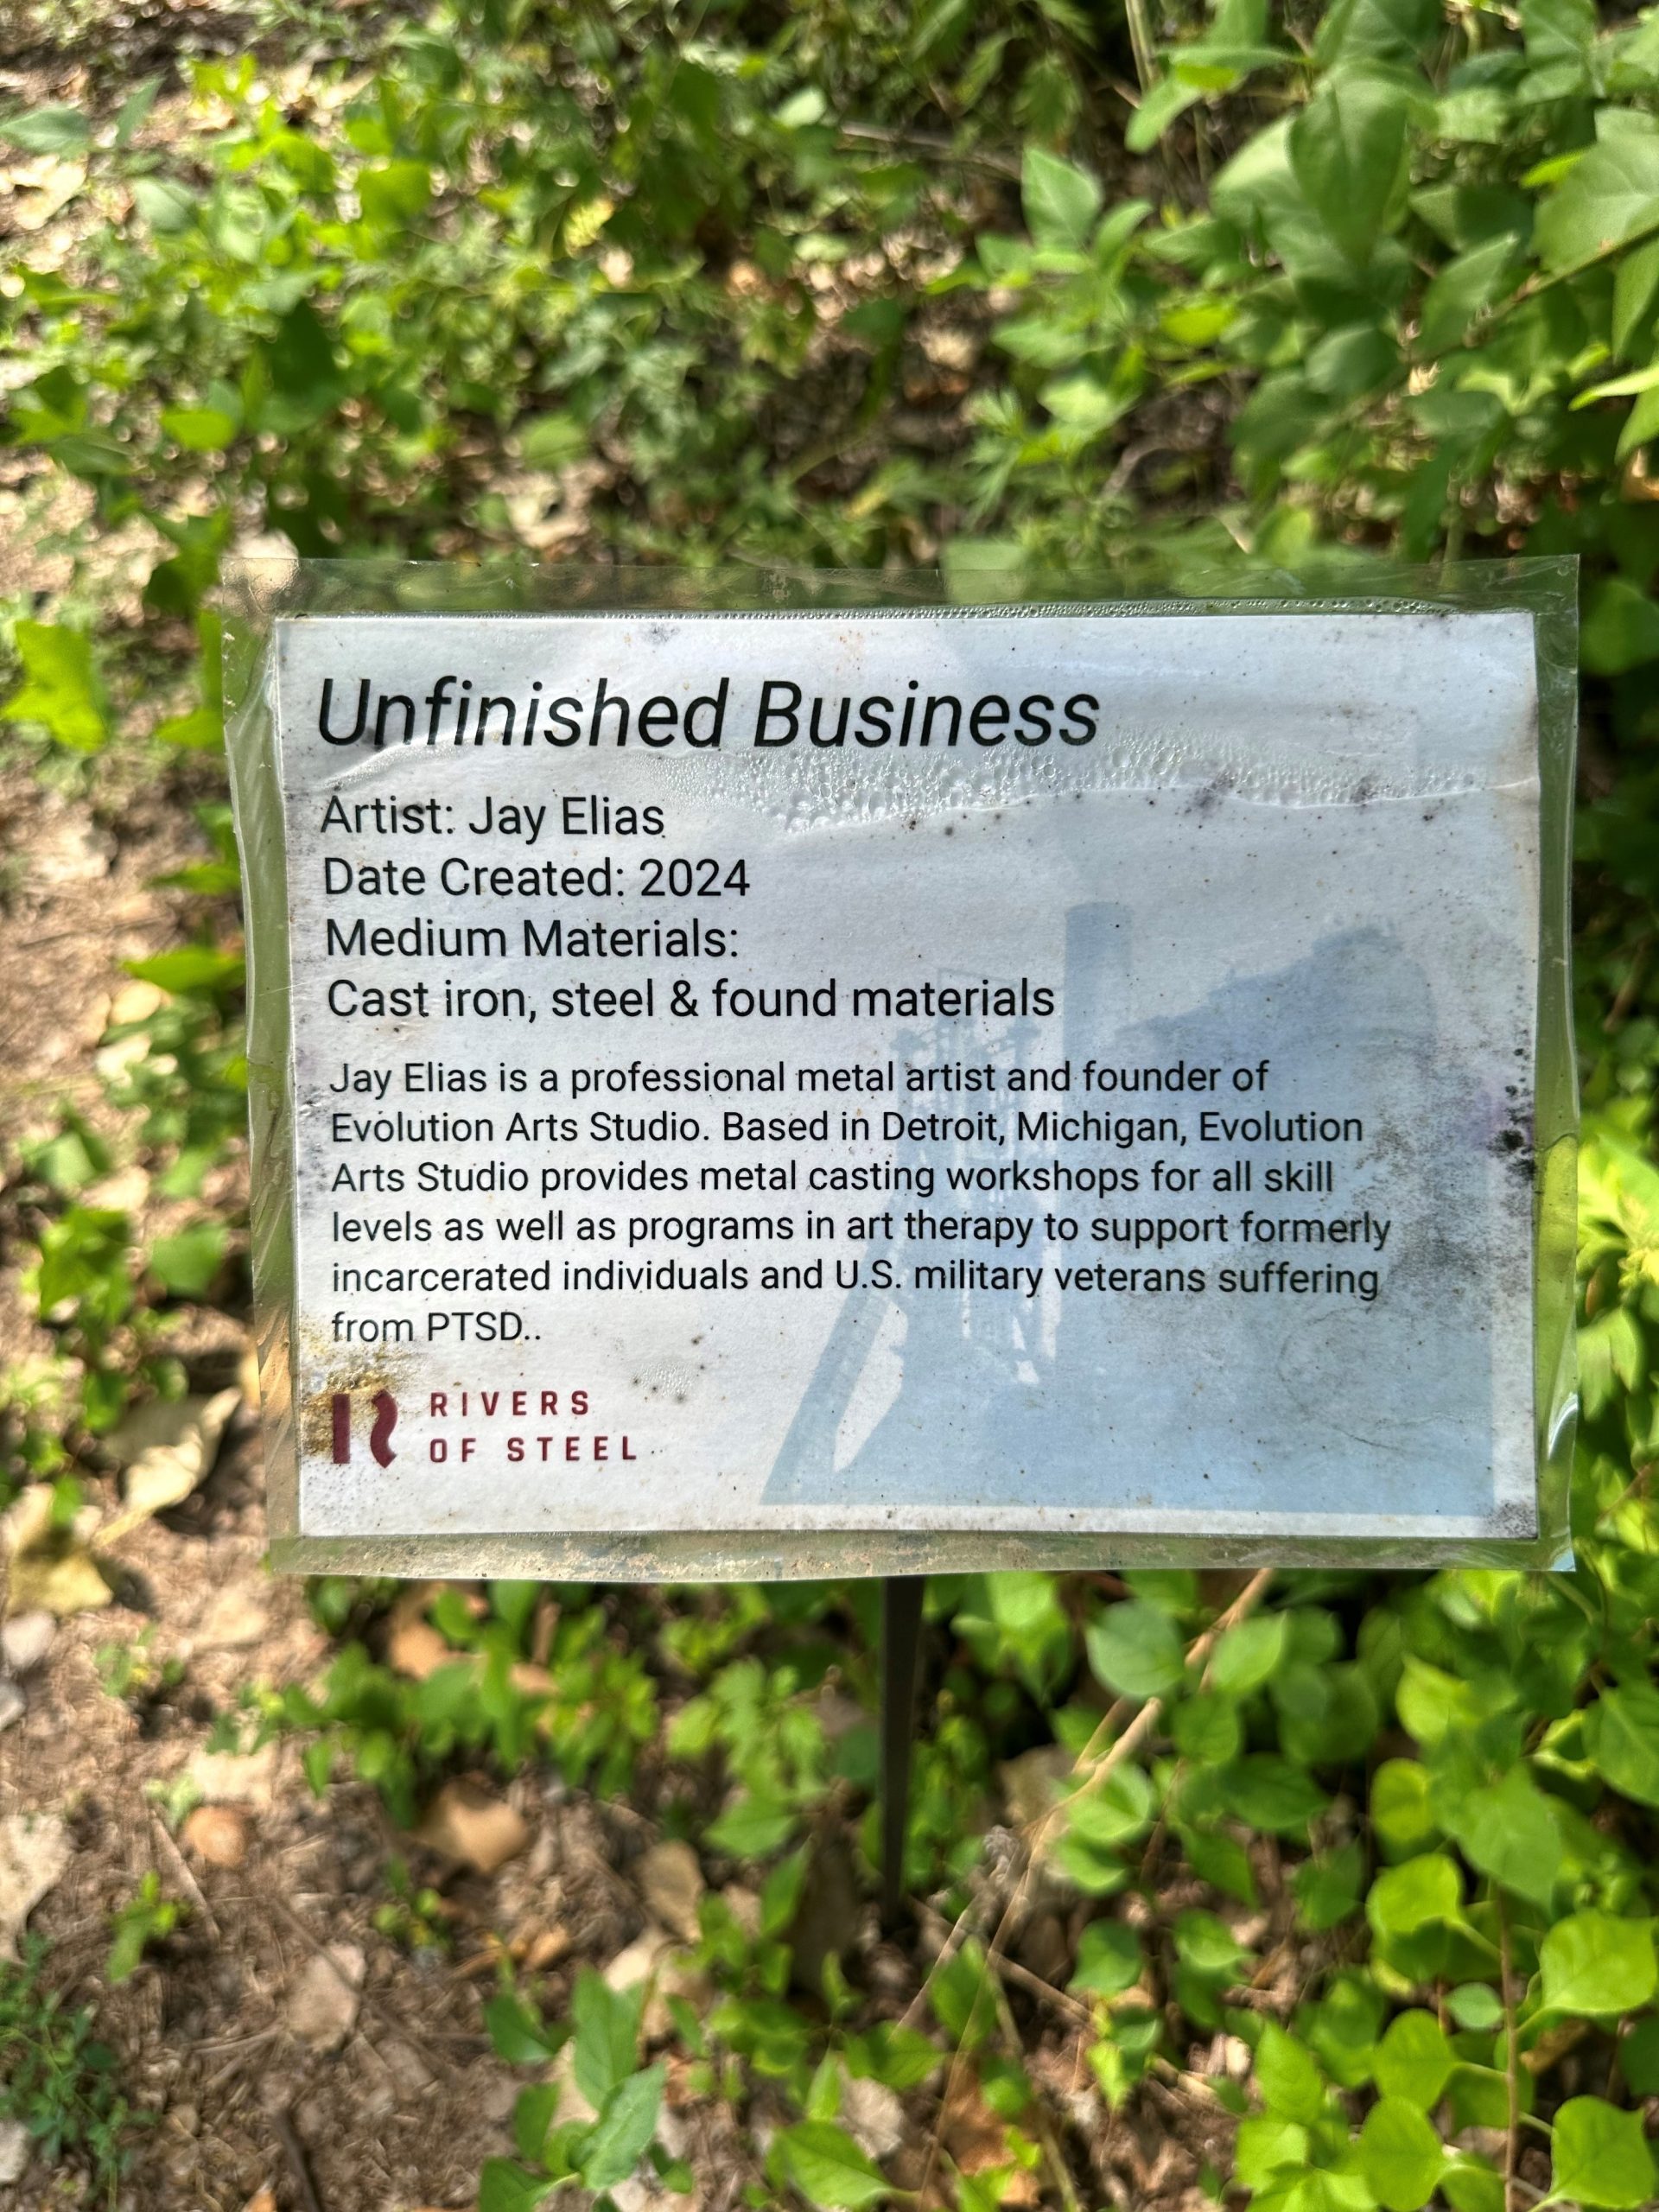 Unfinished Business
Artist: Jay Elias
Date Created: 2024
Medium Materials:
Cast iron, steel & found materials
Jay Elias is a professional metal artist and founder of
Evolution Arts Studio. Based in Detroit, Michigan, Evolution
Arts Studio provides metal casting workshops for all skill
levels as well as programs in art therapy to support formerly
incarcerated individuals and U.S. military veterans suffering
from PTSD..
RIVERS
OF STEEL